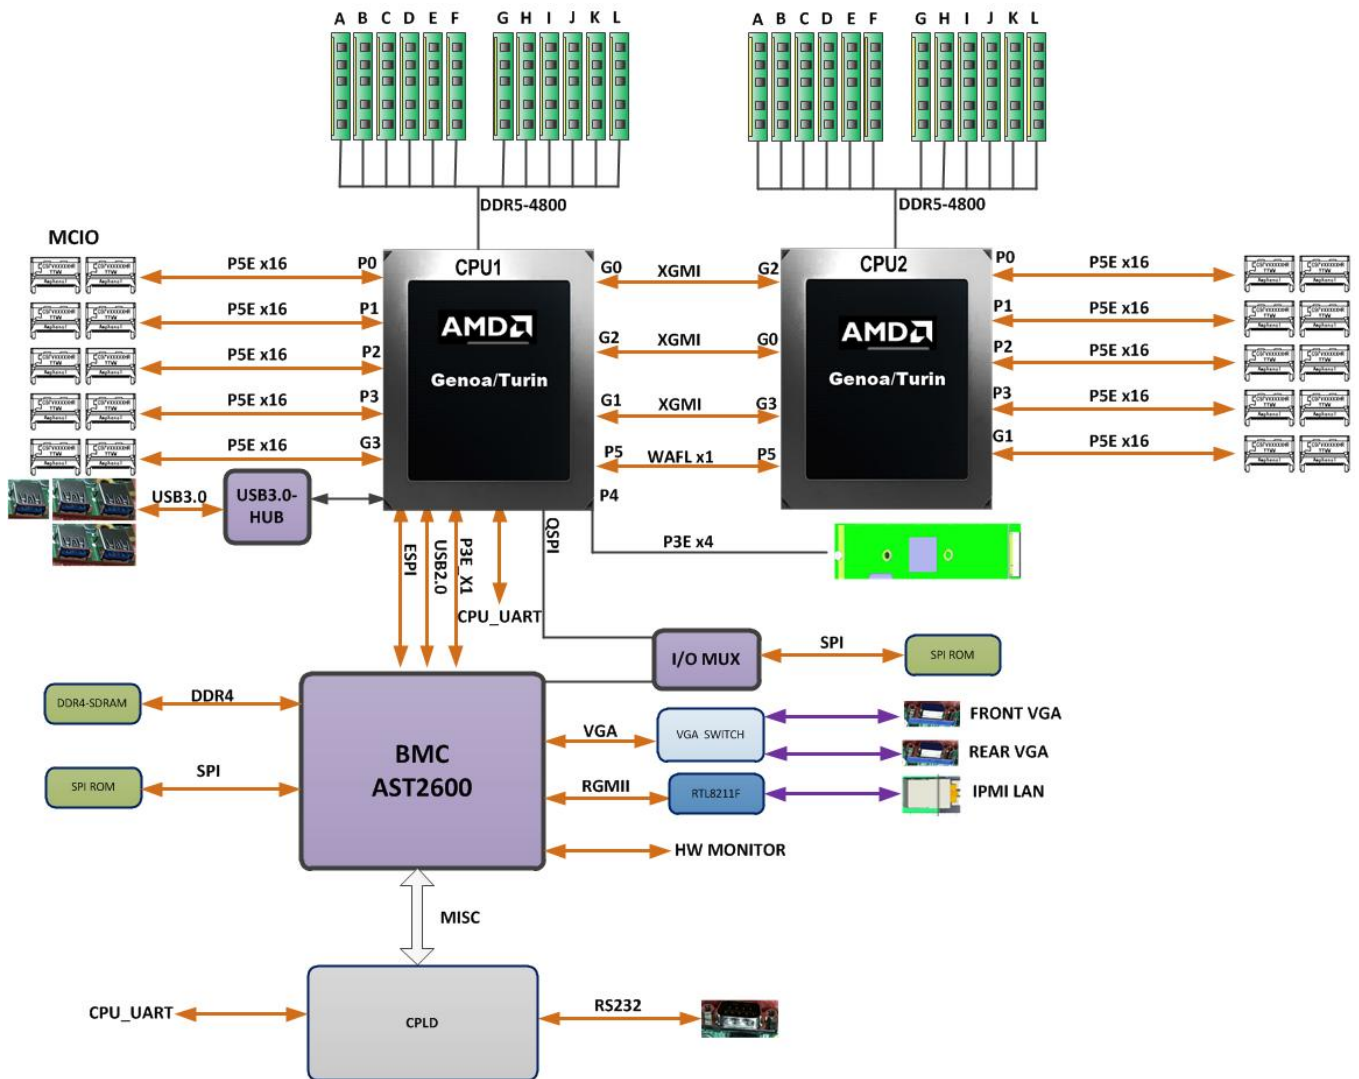 A B C D E F G H I J K L
A B C D E F G H I J K L
DDR5-4800
DDR5-4800
MCIO
P5E x16 P0
P5E x16 P1
P5E x16 P2
P5E x16 P3
P5E x16 G3
CPU1
AMD
Genoa/Turin
G0 XGMI G2
G2 XGMI G0
G1 XGMI G3
P5 WAFL x1 P5
P4
CPU2
AMD
Genoa/Turin
P0 P5E x16
P1 P5E x16
P2 P5E x16
P3 P5E x16
G1 P5E x16
USB3.0
USB3.0-
HUB
ESPI
USB2.0
P3E_X1
CPU_UART
QSPI
P3E x4
I/O MUX
SPI
SPI ROM
DDR4-SDRAM
DDR4
SPI ROM
SPI
BMC
AST2600
VGA
VGA SWITCH
FRONT VGA
REAR VGA
RGMII
RTL8211F
IPMI LAN
HW MONITOR
MISC
CPU_UART
CPLD
RS232